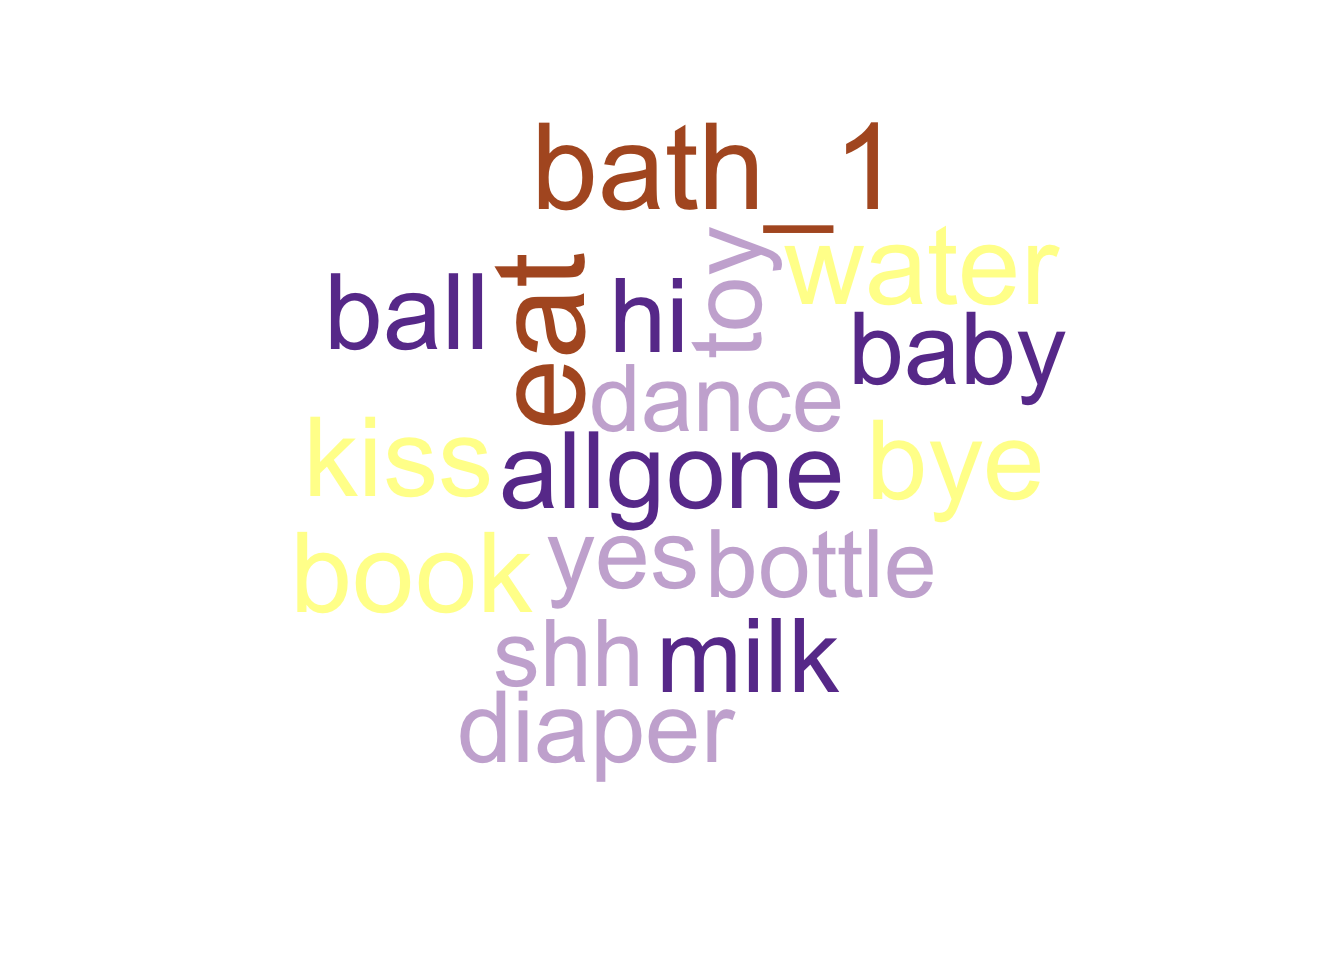 bath_1
water
toy
eat
ball
hi
baby
dance
kiss
allgone
bye
book
yes
bottle
shh
milk
diaper